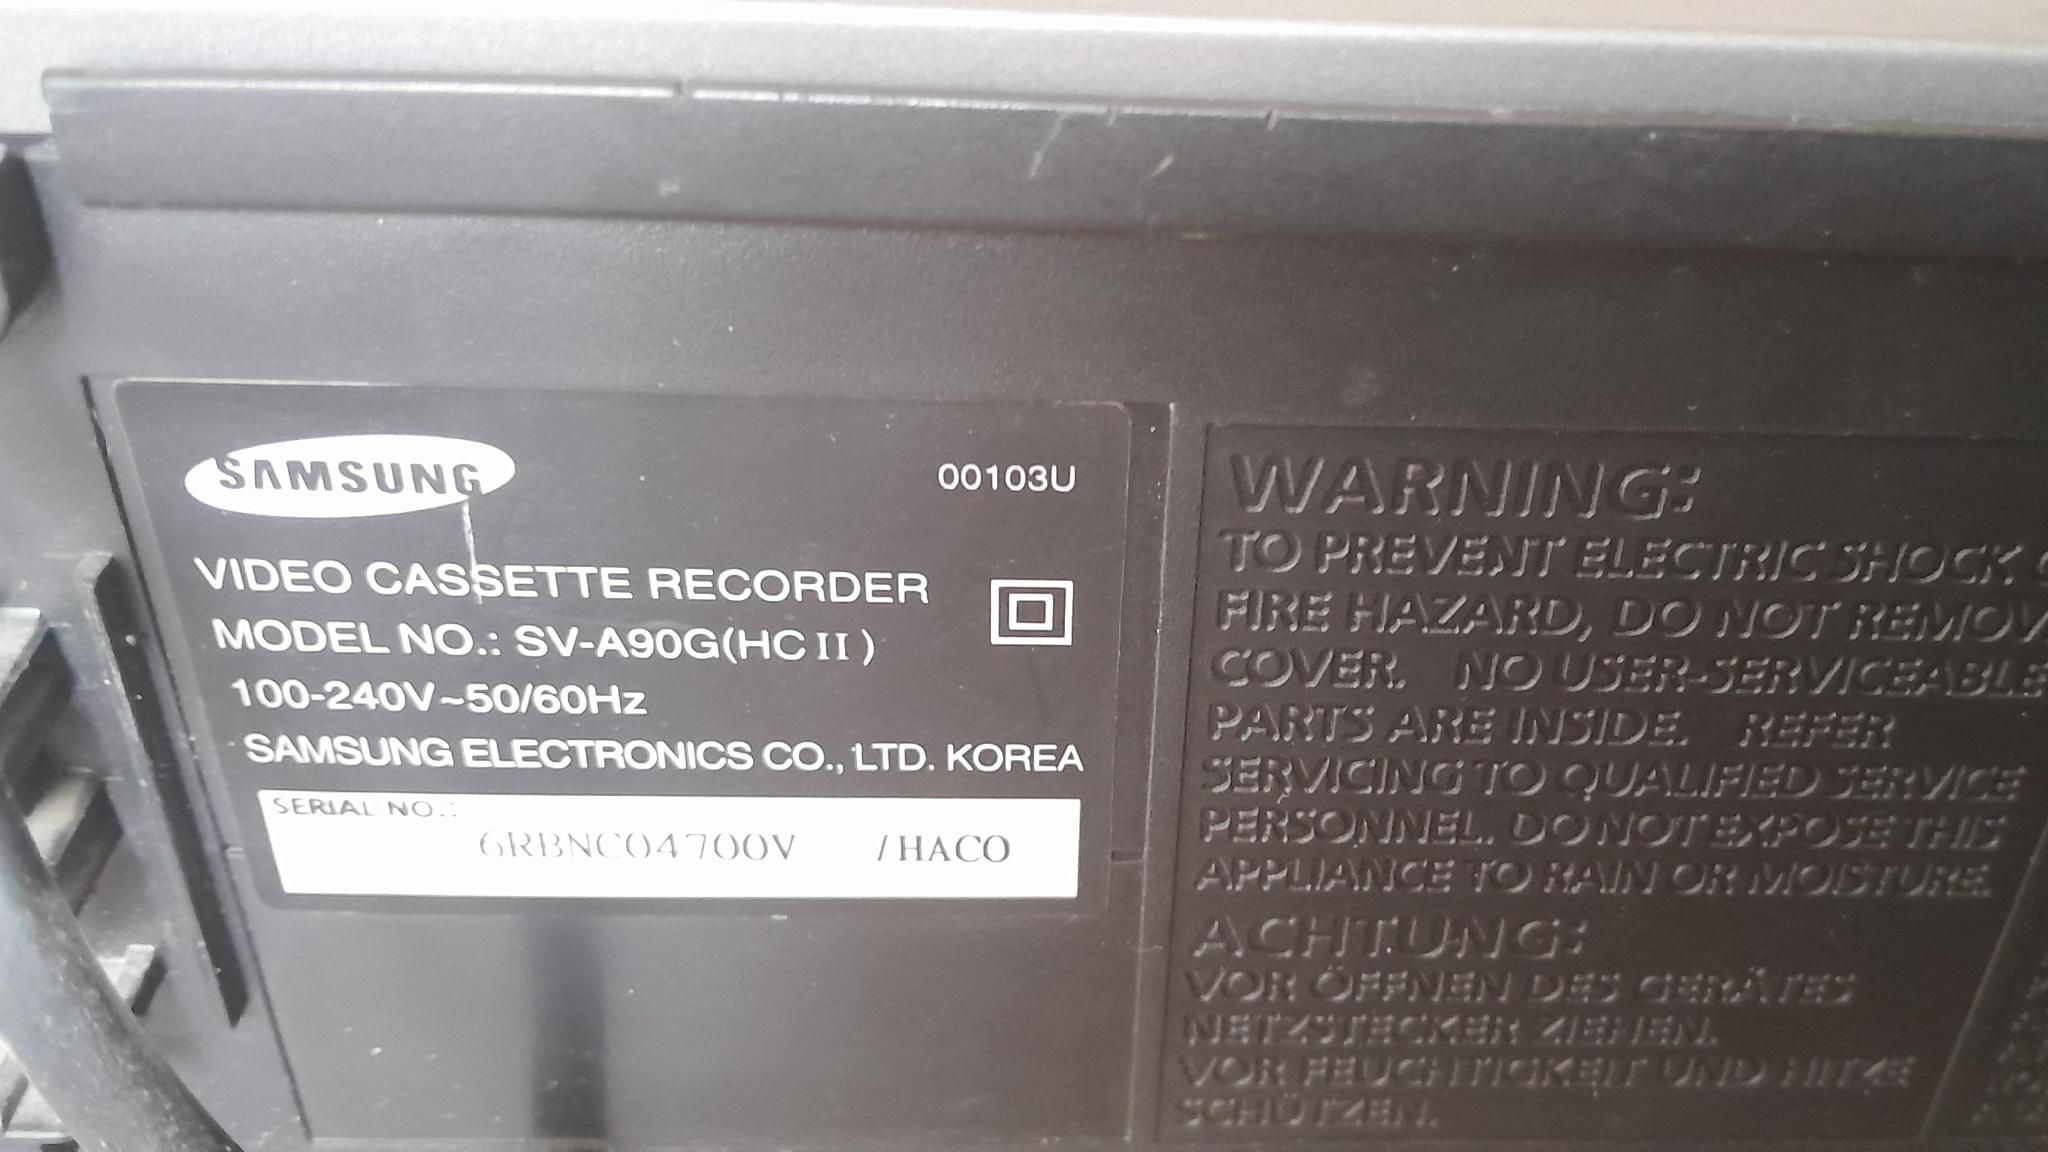 SAMSUNG
00103U
VIDEO CASSETTE RECORDER
MODEL NO.: SV-A90G(HC II)
100-240V~50/60Hz
SAMSUNG ELECTRONICS CO., LTD. KOREA
SERIAL NO.:
6RBNC04700V /HACO
WARNING:
TO PREVENT ELECTRIC SHOCK
FIRE HAZARD, DO NOT REMOV
COVER. NO USER-SERVICEABLE
PARTS ARE INSIDE. REFER
SERVICING TO QUALIFIED SERVICE
PERSONNEL. DO NOT EXPOSE THIS
APPLIANCE TO RAIN OR MOISTURE.
ACHTUNG:
VOR ÖFFNEN DES GERÄTES
NETZSTECKER ZIEHEN.
VOR FEUCHTIGKEIT UND HITZE
SCHÜTZEN.